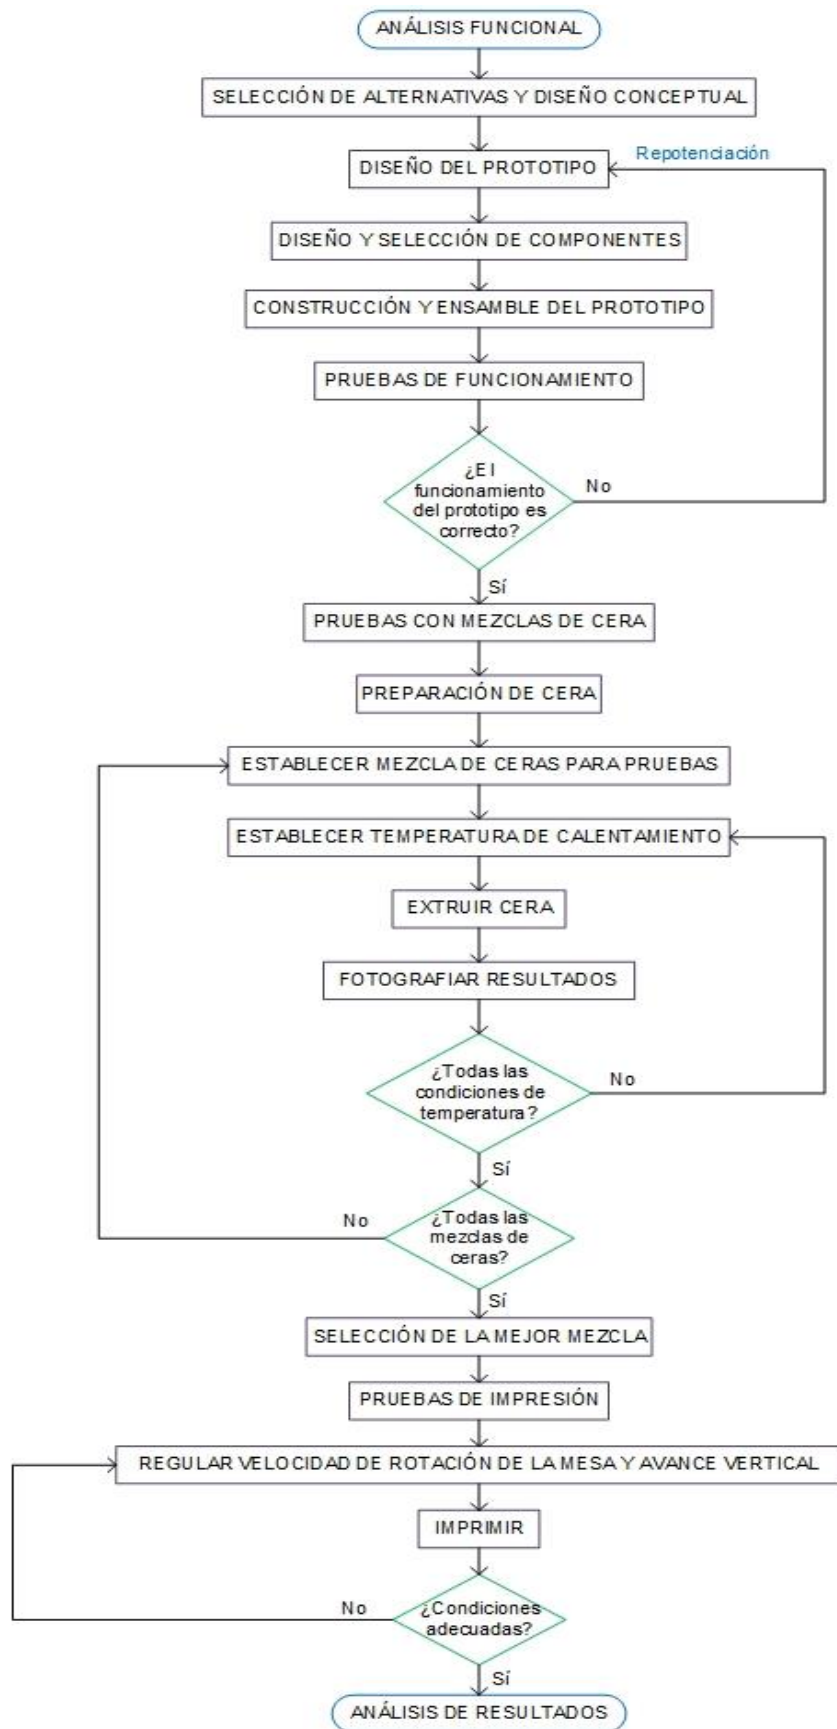 ANÁLISIS FUNCIONAL
SELECCIÓN DE ALTERNATIVAS Y DISEÑO CONCEPTUAL
Repotenciación
DISEÑO DEL PROTOTIPO
DISEÑO Y SELECCIÓN DE COMPONENTES
CONSTRUCCIÓN Y ENSAMBLE DEL PROTOTIPO
PRUEBAS DE FUNCIONAMIENTO
¿El
funcionamiento
del prototipo es
correcto?
No
Sí
PRUEBAS CON MEZCLAS DE CERA
PREPARACIÓN DE CERA
ESTABLECER MEZCLA DE CERAS PARA PRUEBAS
ESTABLECER TEMPERATURA DE CALENTAMIENTO
EXTRUIR CERA
FOTOGRAFIAR RESULTADOS
¿Todas las
condiciones de
temperatura?
No
Sí
No
¿Todas las
mezclas de
ceras?
Sí
SELECCIÓN DE LA MEJOR MEZCLA
PRUEBAS DE IMPRESIÓN
REGULAR VELOCIDAD DE ROTACIÓN DE LA MESA Y AVANCE VERTICAL
IMPRIMIR
No
¿Condiciones
adecuadas?
Sí
ANÁLISIS DE RESULTADOS